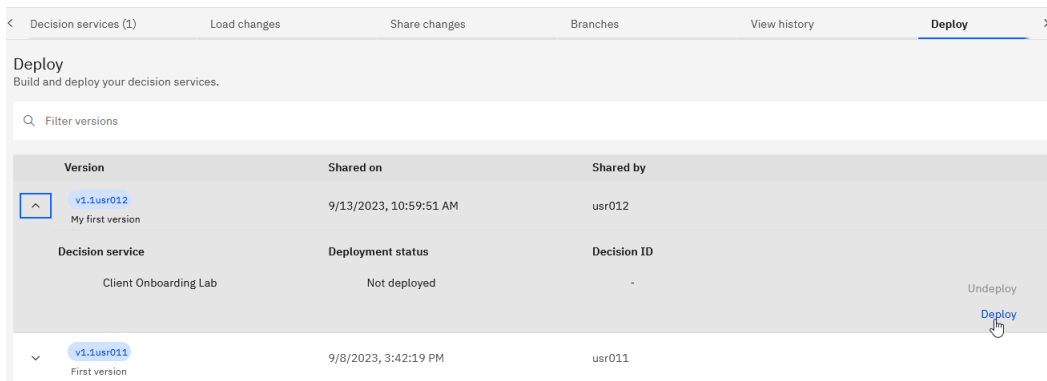 Decision services (1) Load changes Share changes Branches View history Deploy
Deploy
Build and deploy your decision services.
Filter versions
Version Shared on Shared by
v1.1usr012 9/13/2023, 10:59:51 AM usr012
My first version
Decision service Deployment status Decision ID
Client Onboarding Lab Not deployed -
Undeploy
Deploy
v1.1usr011 9/8/2023, 3:42:19 PM usr011
First version